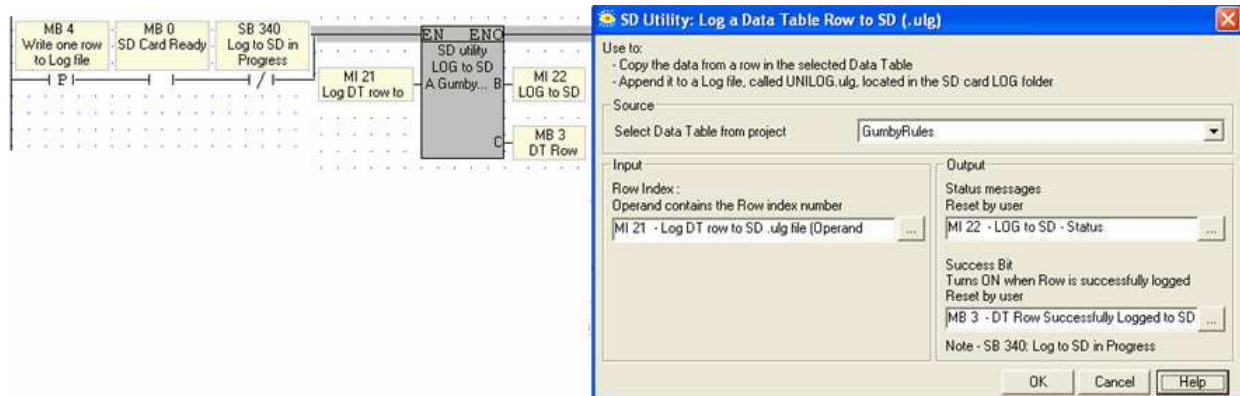 MB 4
Write one row
to Log file
P
MB 0
SD Card Ready
SB 340
Log to SD in
Progress
MI 21
Log DT row to
EN ENO
SD utility
LOG to SD
A Gumby... B
C
MI 22
LOG to SD
MB 3
DT Row
SD Utility: Log a Data Table Row to SD (.ulg)
Use to:
- Copy the data from a row in the selected Data Table
- Append it to a Log file, called UNILOG.ulg, located in the SD card LOG folder
Source
Select Data Table from project GumbyRules
Input
Row Index :
Operand contains the Row index number
MI 21 - Log DT row to SD .ulg file (Operand ...
Output
Status messages
Reset by user
MI 22 - LOG to SD - Status ...
Success Bit
Turns ON when Row is successfully logged
Reset by user
MB 3 - DT Row Successfully Logged to SD ...
Note - SB 340: Log to SD in Progress
OK Cancel Help